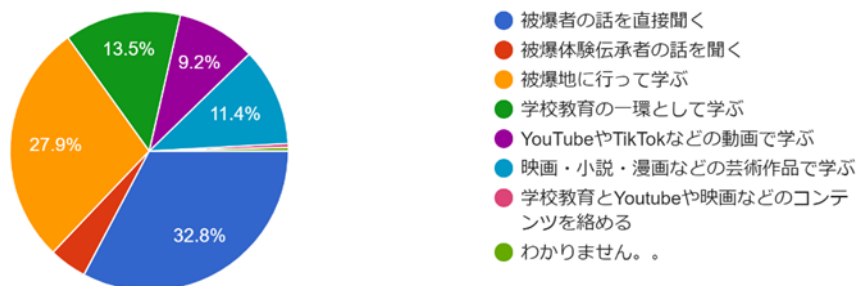 13.5%
9.2%
11.4%
27.9%
32.8%
被爆者の話を直接聞く
被爆体験伝承者の話を聞く
被爆地に行って学ぶ
学校教育の一環として学ぶ
YouTubeやTikTokなどの動画で学ぶ
映画・小説・漫画などの芸術作品で学ぶ
学校教育とYoutubeや映画などのコンテ
ンツを絡める
わかりません。。